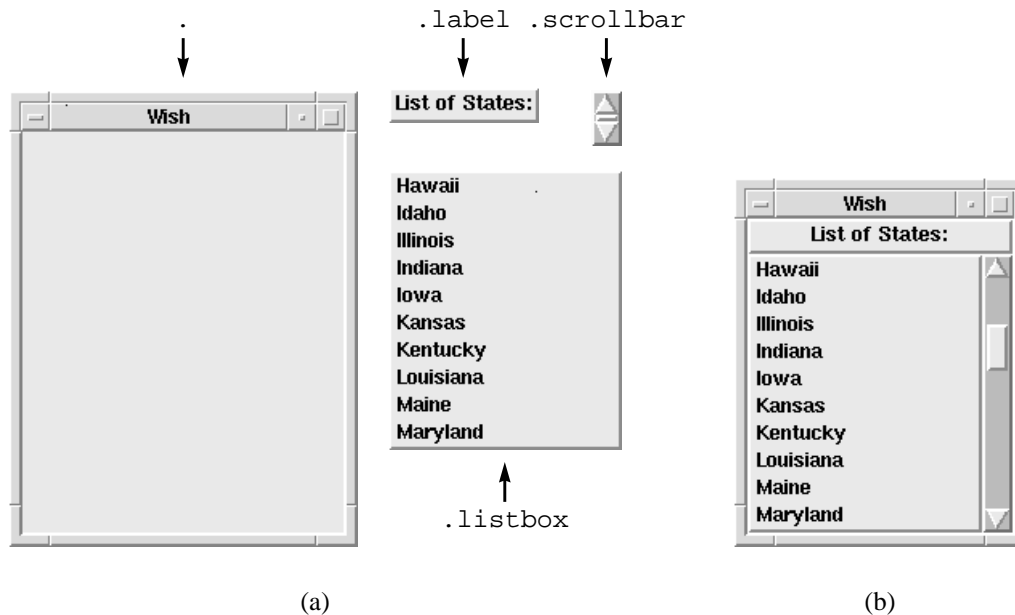 .
.label .scrollbar
Wish
List of States:
Hawaii
Idaho
Illinois
Indiana
Iowa
Kansas
Kentucky
Louisiana
Maine
Maryland
.listbox
(a)
Wish
List of States:
Hawaii
Idaho
Illinois
Indiana
Iowa
Kansas
Kentucky
Louisiana
Maine
Maryland
(b)